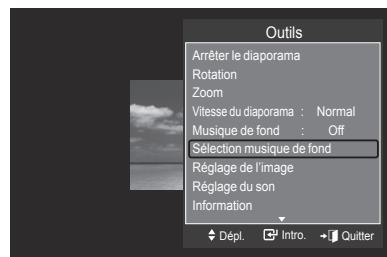 Outils
Arrêter le diaporama
Rotation
Zoom
Vitesse du diaporama : Normal
Musique de fond : Off
Sélection musique de fond
Réglage de l'image
Réglage du son
Information
Dépl. Intro. Quitter